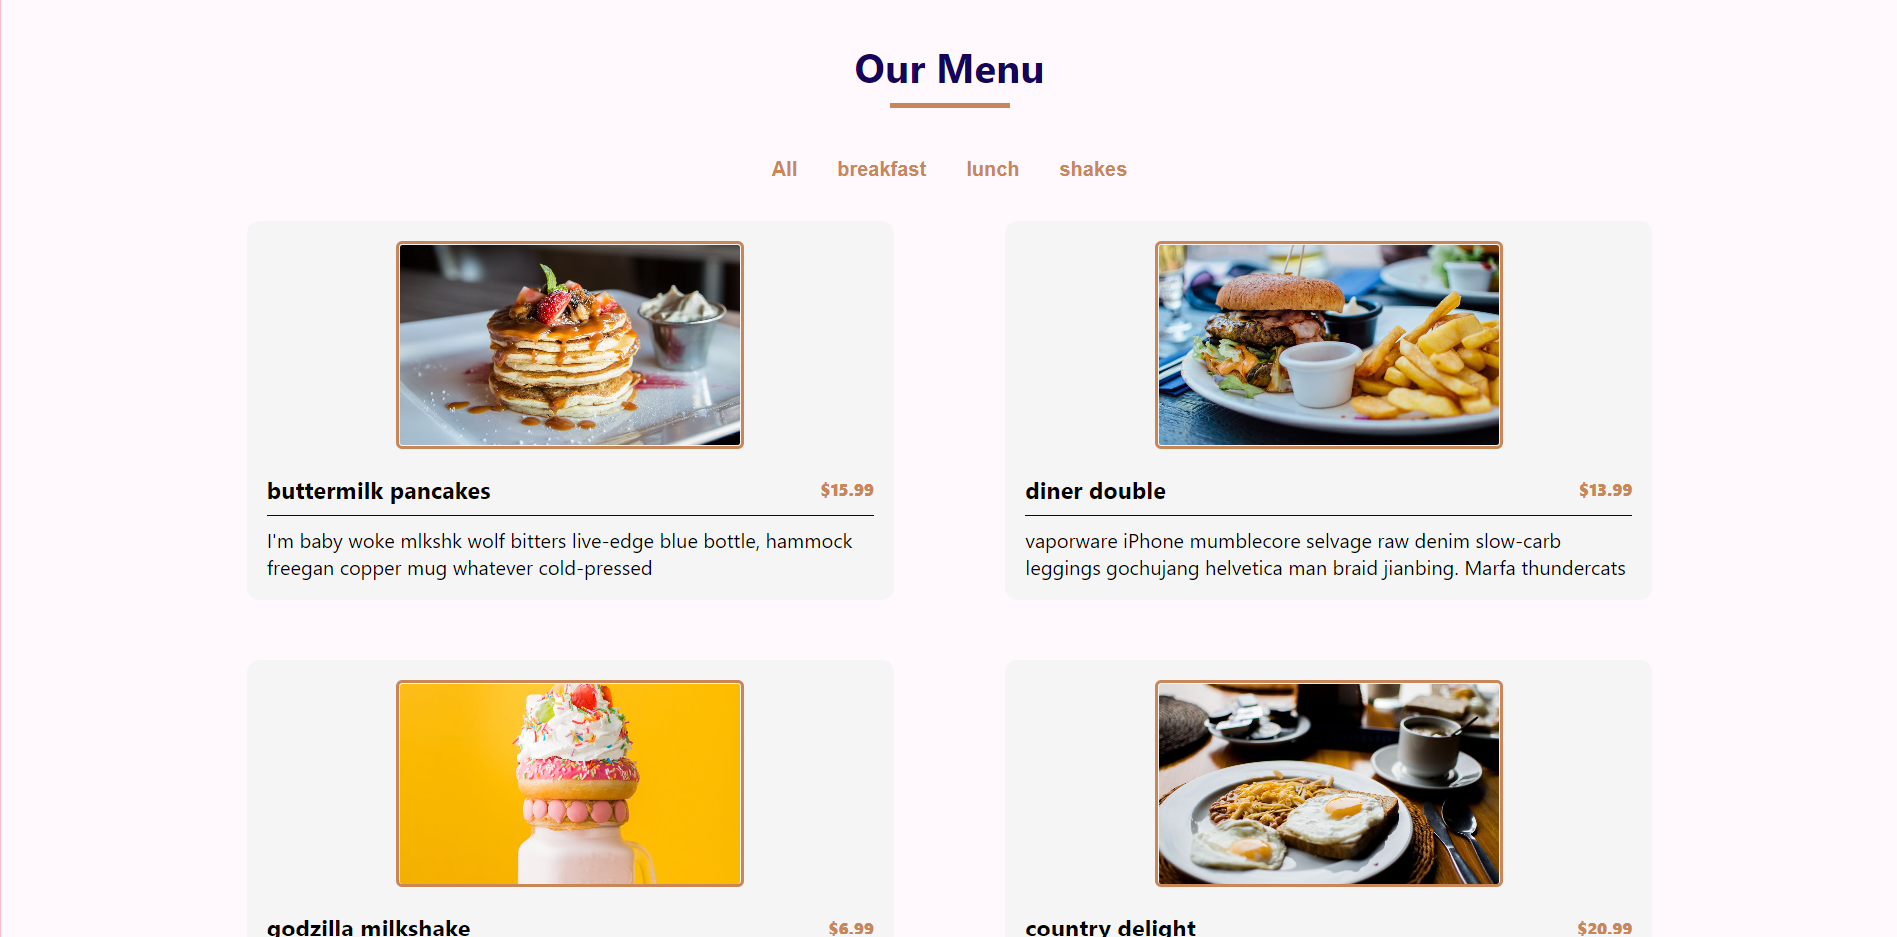 Our Menu
All breakfast lunch shakes
buttermilk pancakes $15.99
I'm baby woke mlkshk wolf bitters live-edge blue bottle, hammock
freegan copper mug whatever cold-pressed
diner double $13.99
vaporware iPhone mumblecore selvage raw denim slow-carb
leggings gochujang helvetica man braid jianbing. Marfa thundercats
godzilla milkshake $6.99
country delight $20.99